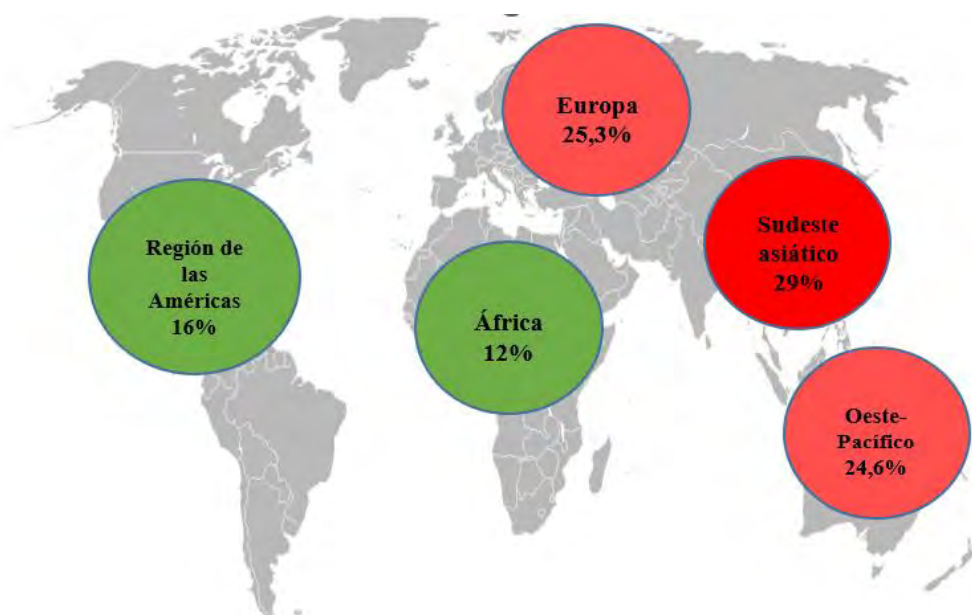 Europa
25,3%
Sudeste
asiático
29%
Región de
las
Américas
16%
África
12%
Oeste-
Pacífico
24,6%